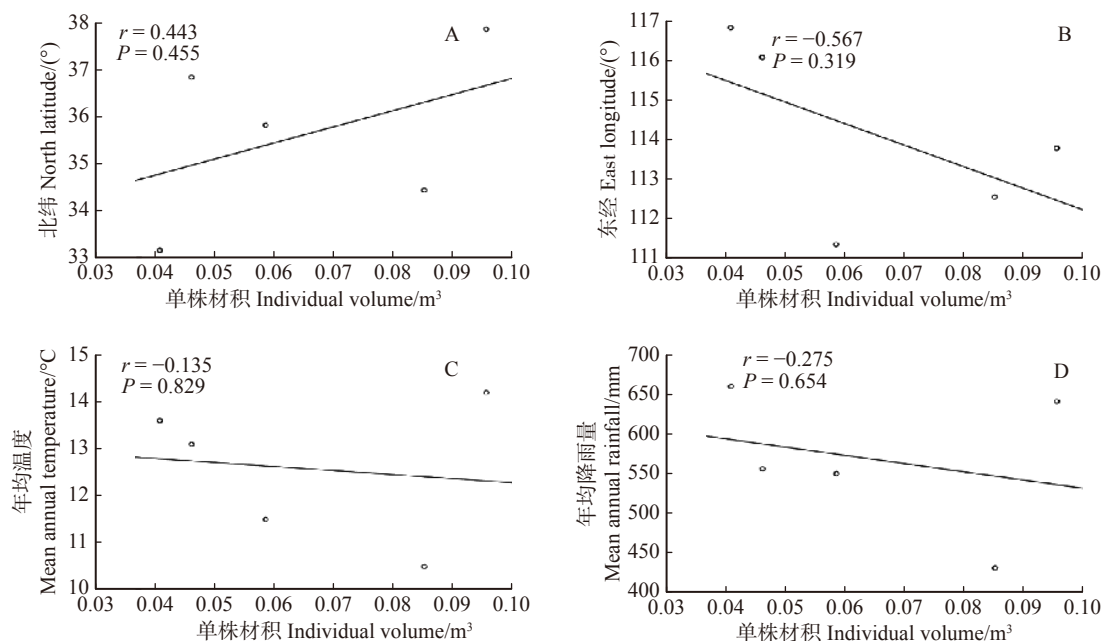 38
37
36
35
34
33
北纬 North latitude/(°)
r = 0.443
P = 0.455
A
0.03 0.04 0.05 0.06 0.07 0.08 0.09 0.10
单株材积 Individual volume/m³
117
116
115
114
113
112
111
东经 East longitude/(°)
r = −0.567
P = 0.319
B
0.03 0.04 0.05 0.06 0.07 0.08 0.09 0.10
单株材积 Individual volume/m³
15
14
13
12
11
10
年均温度
Mean annual temperature/°C
r = −0.135
P = 0.829
C
0.03 0.04 0.05 0.06 0.07 0.08 0.09 0.10
单株材积 Individual volume/m³
700
650
600
550
500
450
400
年均降雨量
Mean annual rainfall/mm
r = −0.275
P = 0.654
D
0.03 0.04 0.05 0.06 0.07 0.08 0.09 0.10
单株材积 Individual volume/m³